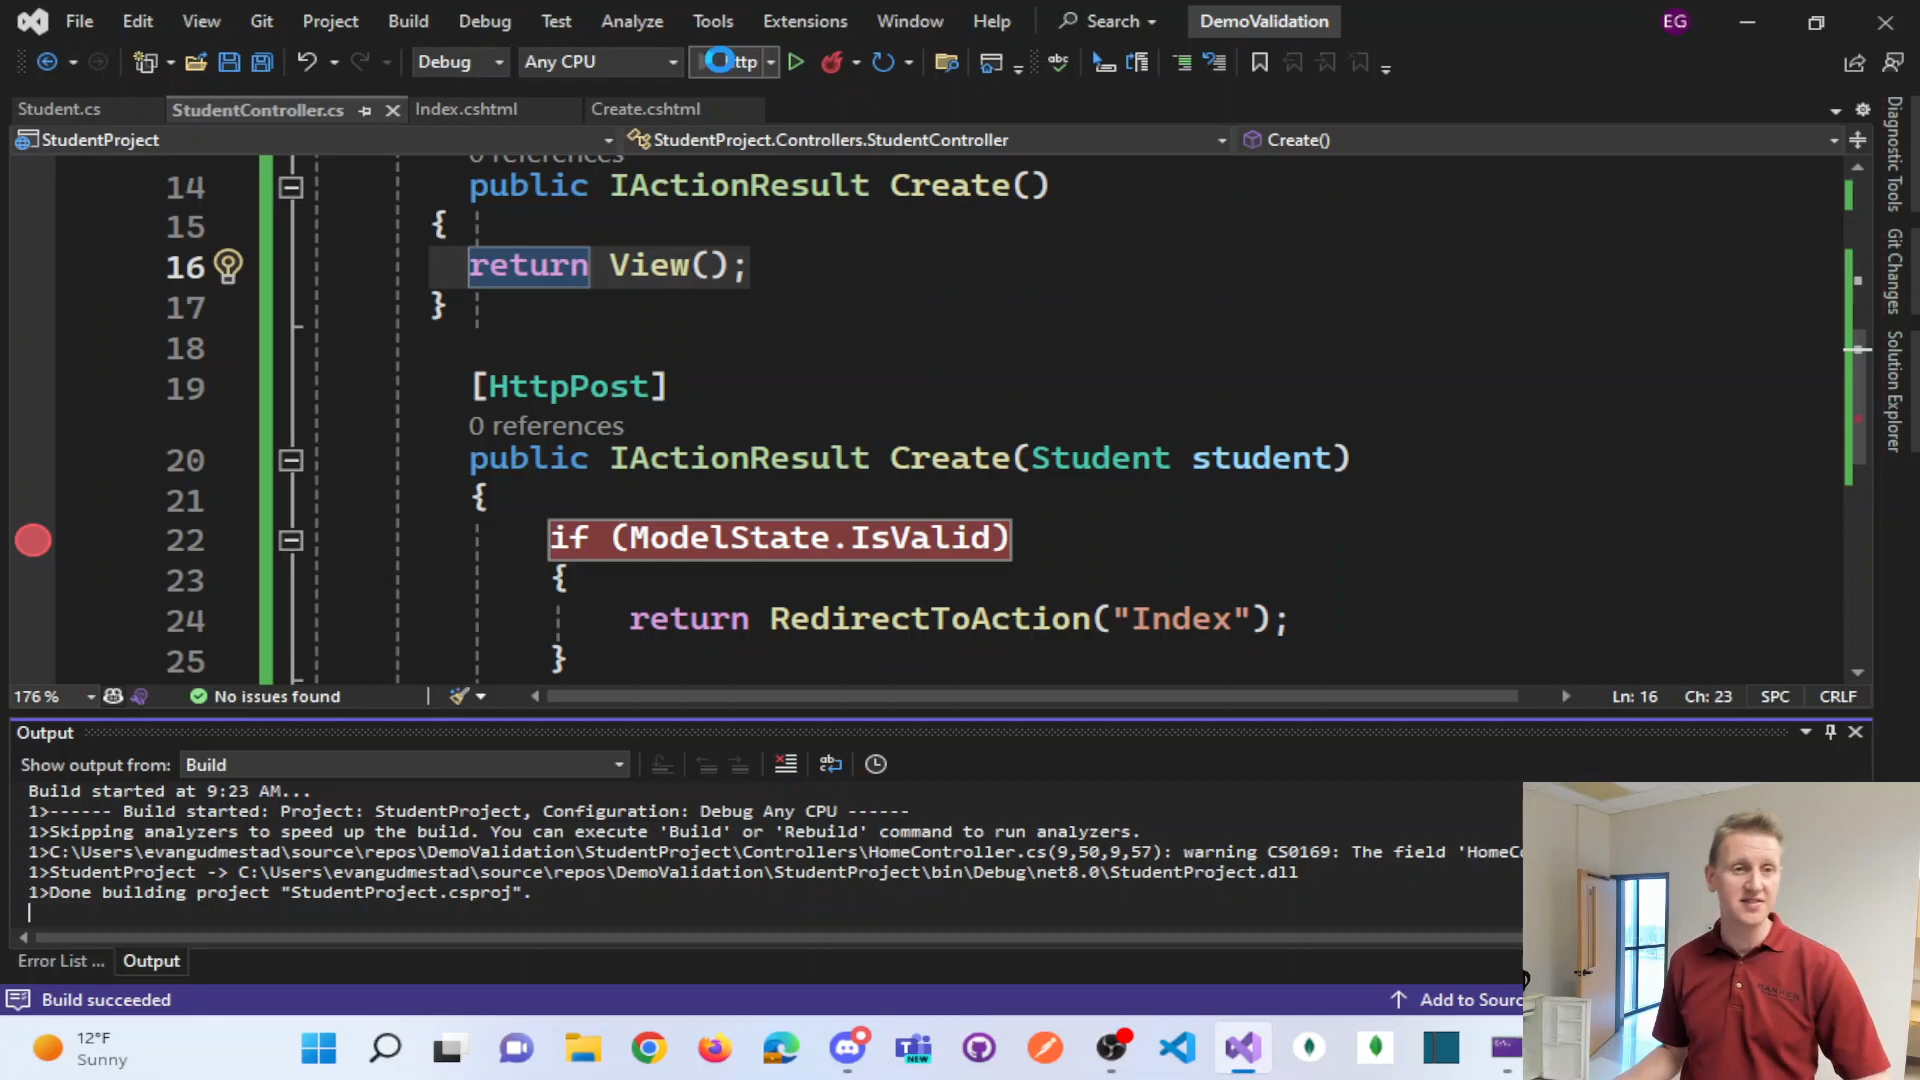 File Edit View Git Project Build Debug Test Analyze Tools Extensions Window Help Search DemoValidation EG
Debug Any CPU http
Student.cs StudentController.cs Index.cshtml Create.cshtml
StudentProject StudentProject.Controllers.StudentController Create()
0 references
14 public IActionResult Create()
15 {
16 return View();
17 }
18
19 [HttpPost]
0 references
20 public IActionResult Create(Student student)
21 {
22 if (ModelState.IsValid)
23 {
24 return RedirectToAction("Index");
25 }
Diagnostic Tools
Git Changes
Solution Explorer
176 % No issues found Ln: 16 Ch: 23 SPC CRLF
Output
Show output from: Build
Build started at 9:23 AM...
1>------ Build started: Project: StudentProject, Configuration: Debug Any CPU ------
1>Skipping analyzers to speed up the build. You can execute 'Build' or 'Rebuild' command to run analyzers.
1>C:\Users\evangudmestad\source\repos\DemoValidation\StudentProject\Controllers\HomeController.cs(9,50,9,57): warning CS0169: The field 'HomeC
1>StudentProject -> C:\Users\evangudmestad\source\repos\DemoValidation\StudentProject\bin\Debug\net8.0\StudentProject.dll
1>Done building project "StudentProject.csproj".
Error List ... Output
Build succeeded Add to Sourc
12°F
Sunny
NEW